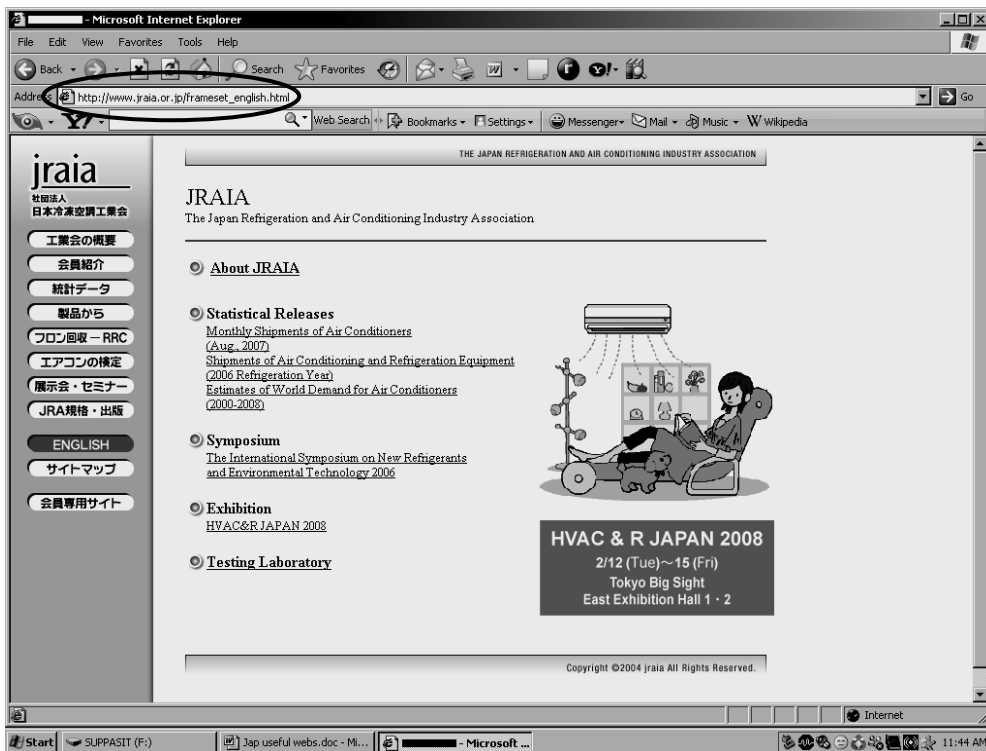 - Microsoft Internet Explorer
File Edit View Favorites Tools Help
Back Search Favorites
Address http://www.jraia.or.jp/frameset_english.html Go
Y! Web Search Bookmarks Settings Messenger Mail Music W Wikipedia
jraia
社団法人
日本冷凍空調工業会
工業会の概要
会員紹介
統計データ
製品から
フロン回収－RRC
エアコンの検定
展示会・セミナー
JRA規格・出版
ENGLISH
サイトマップ
会員専用サイト
THE JAPAN REFRIGERATION AND AIR CONDITIONING INDUSTRY ASSOCIATION
JRAIA
The Japan Refrigeration and Air Conditioning Industry Association
About JRAIA
Statistical Releases
Monthly Shipments of Air Conditioners
(Aug., 2007)
Shipments of Air Conditioning and Refrigeration Equipment
(2006 Refrigeration Year)
Estimates of World Demand for Air Conditioners
(2000-2008)
Symposium
The International Symposium on New Refrigerants
and Environmental Technology 2006
Exhibition
HVAC&R JAPAN 2008
Testing Laboratory
HVAC & R JAPAN 2008
2/12 (Tue)～15 (Fri)
Tokyo Big Sight
East Exhibition Hall 1・2
Copyright ©2004 jraia All Rights Reserved.
Internet
Start SUPPASIT (F:) Jap useful webs.doc - Mi... - Microsoft ... 11:44 AM